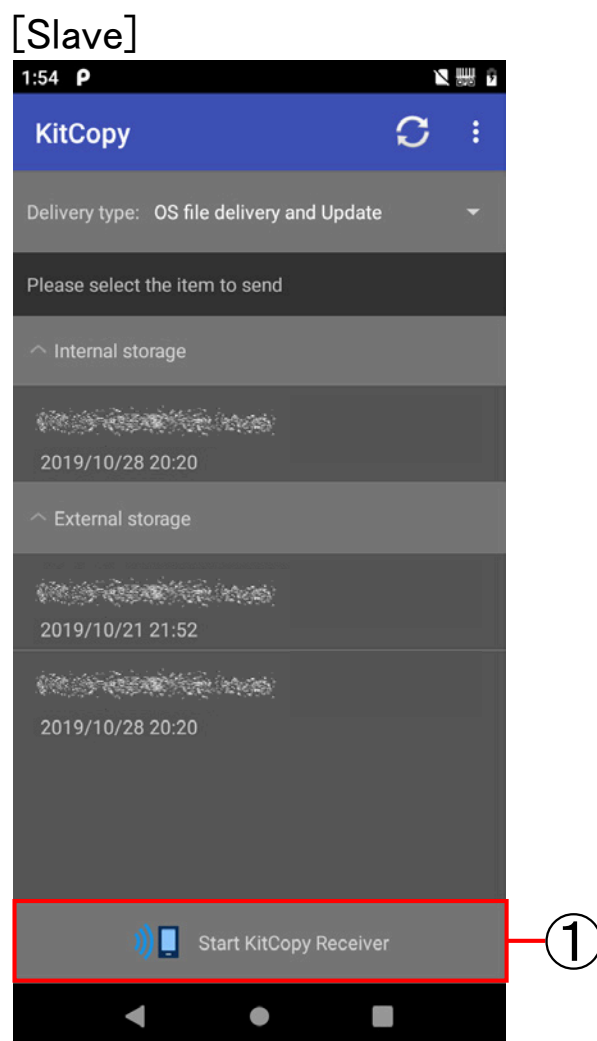 [Slave]
1:54
KitCopy
Delivery type: OS file delivery and Update
Please select the item to send
Internal storage
2019/10/28 20:20
External storage
2019/10/21 21:52
2019/10/28 20:20
Start KitCopy Receiver
①